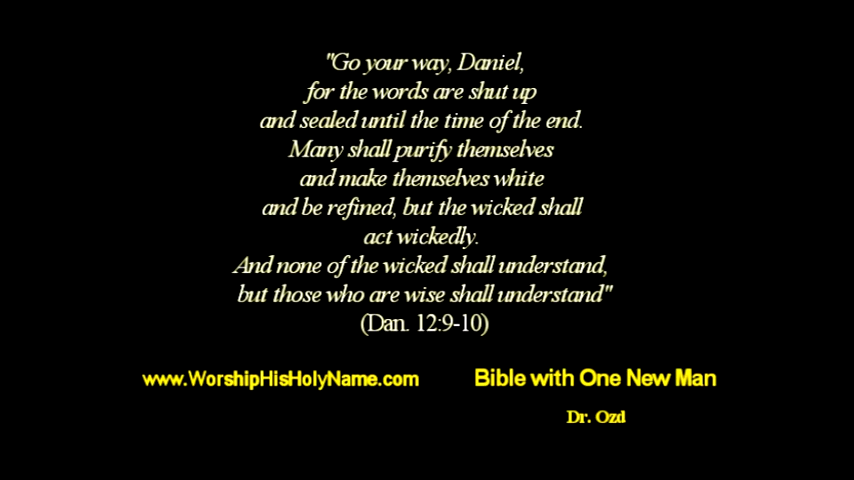 "Go your way, Daniel,
for the words are shut up
and sealed until the time of the end.
Many shall purify themselves
and make themselves white
and be refined, but the wicked shall
act wickedly.
And none of the wicked shall understand,
but those who are wise shall understand"
(Dan. 12:9-10)
www.WorshipHisHolyName.com
Bible with One New Man
Dr. Ozd